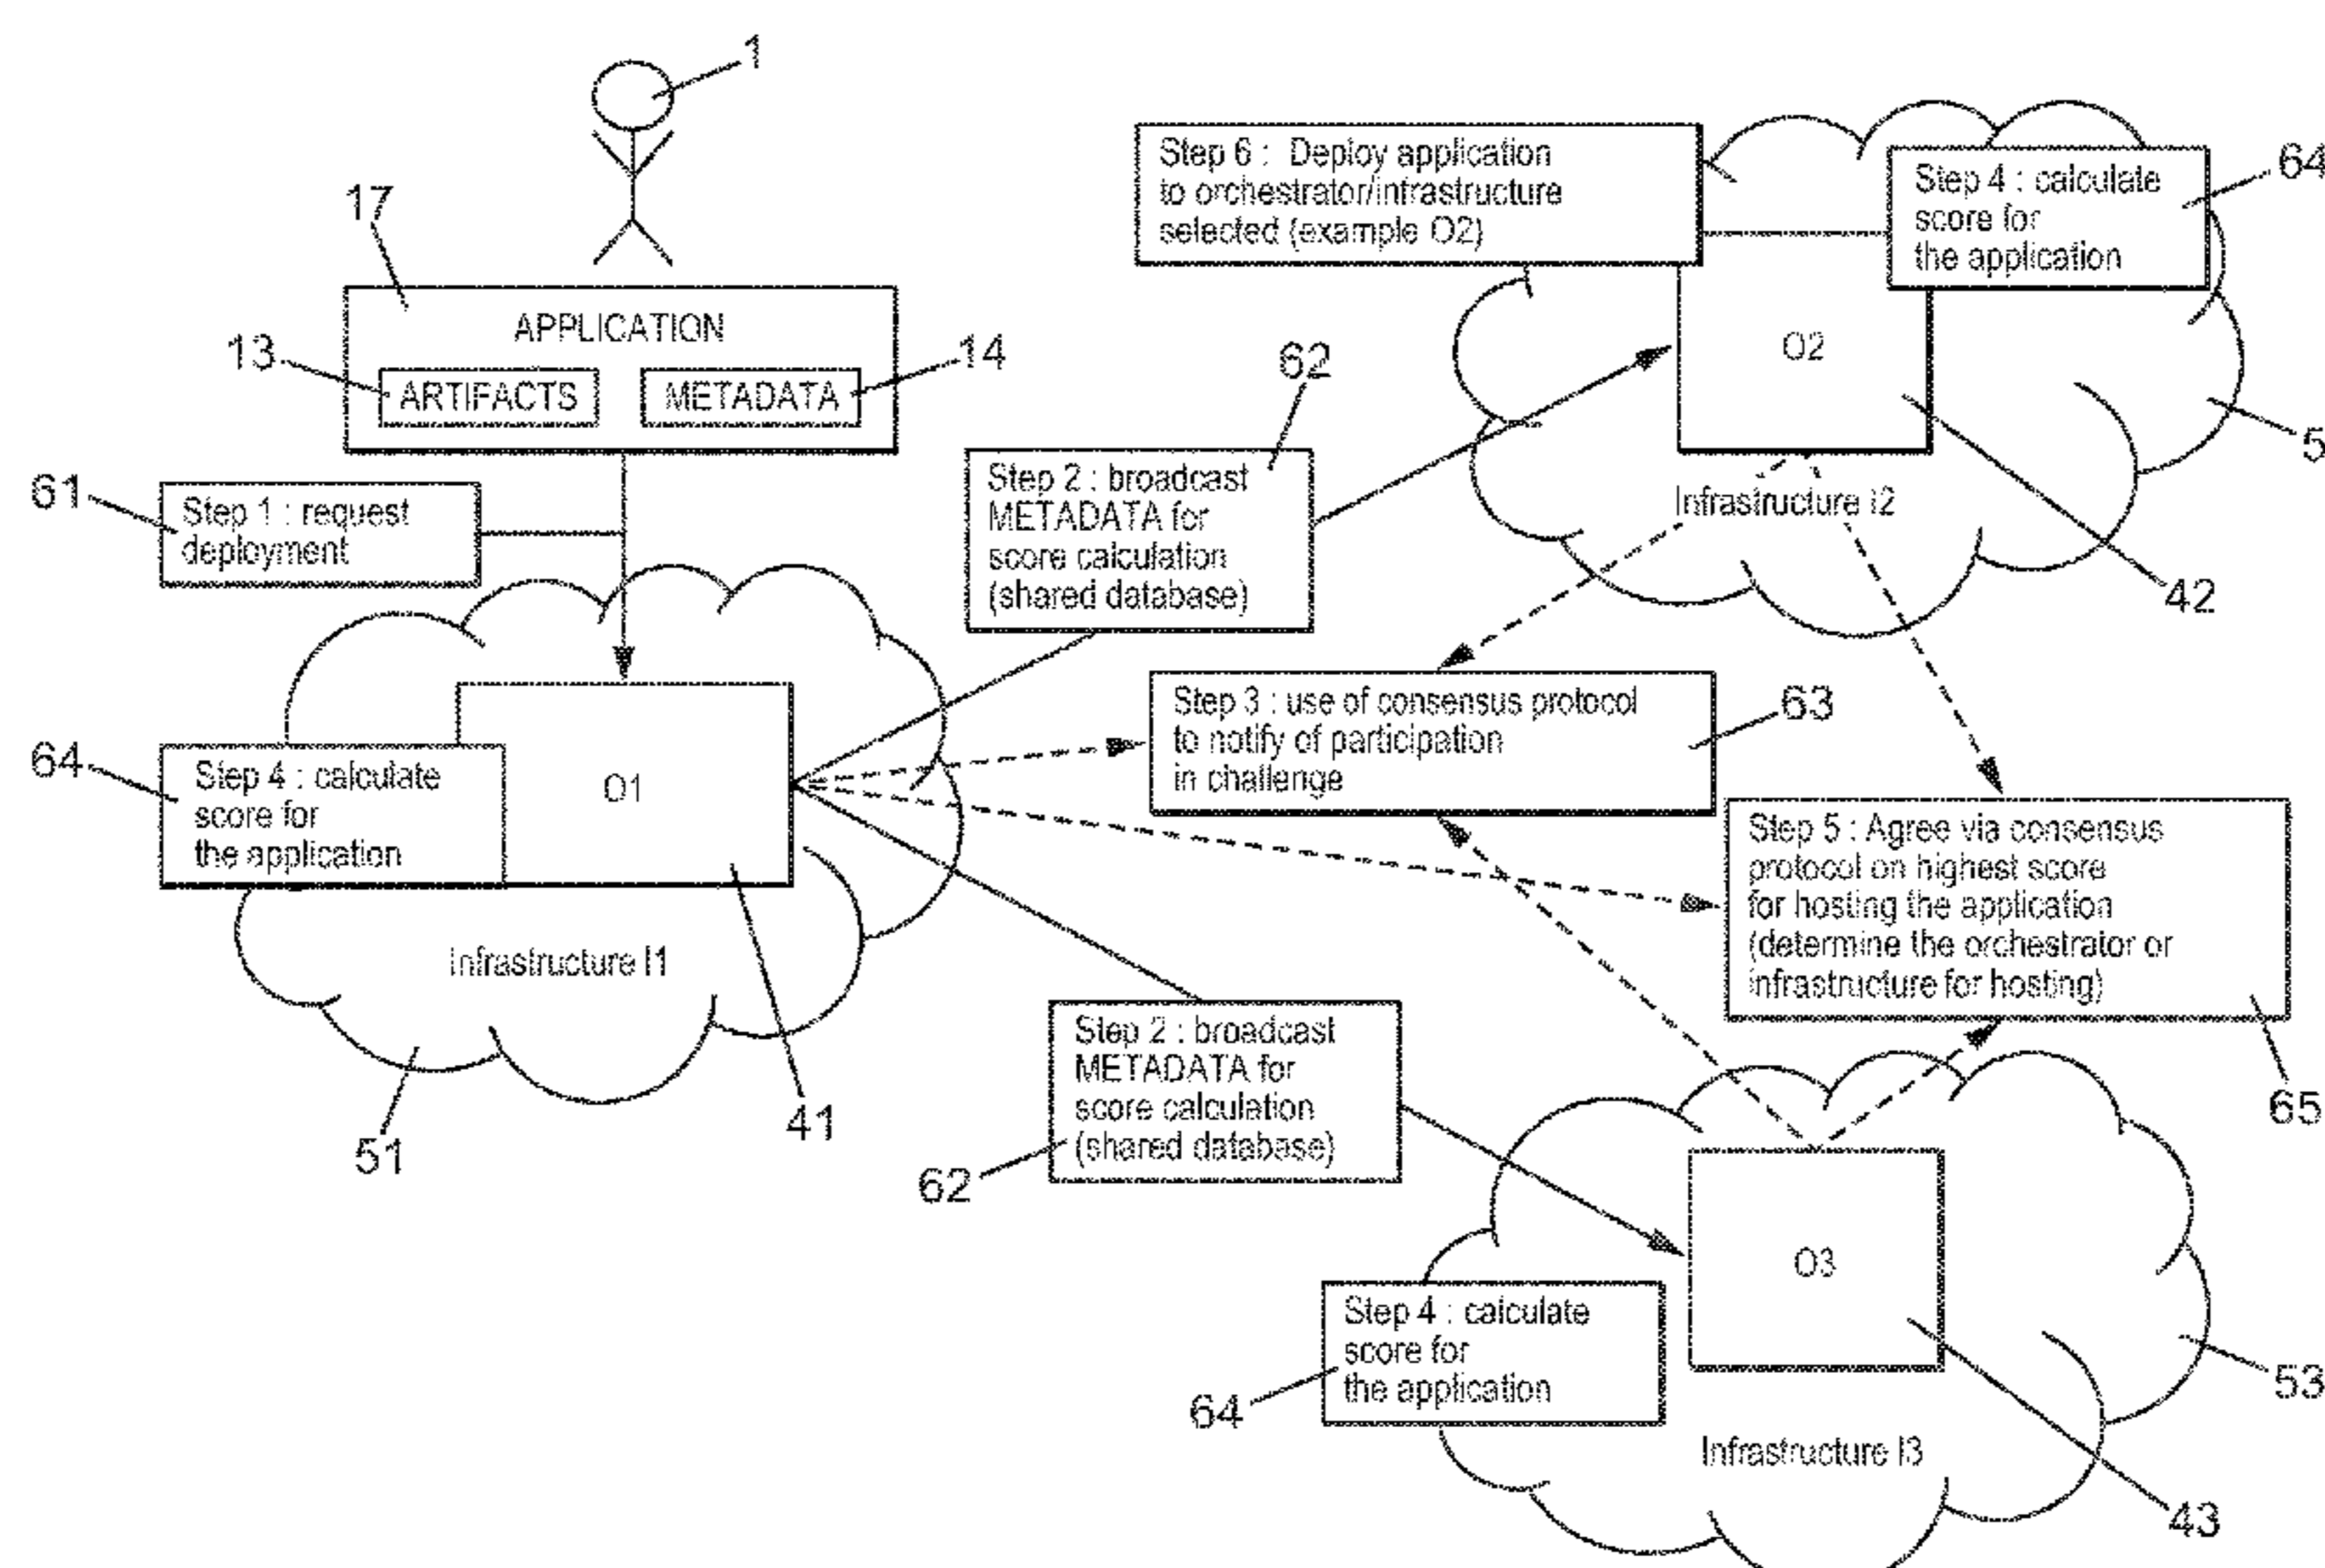 1
17
APPLICATION
13
ARTIFACTS
METADATA
14
61
Step 1 : request
deployment
Step 6 : Deploy application
to orchestrator/infrastructure
selected (example O2)
Step 4 : calculate
score for
the application
64
O2
62
Step 2 : broadcast
METADATA for
score calculation
(shared database)
5
Infrastructure I2
42
Step 3 : use of consensus protocol
to notify of participation
in challenge
63
64
Step 4 : calculate
score for
the application
O1
Infrastructure I1
51
41
Step 5 : Agree via consensus
protocol on highest score
for hosting the application
(determine the orchestrator or
infrastructure for hosting)
65
Step 2 : broadcast
METADATA for
score calculation
(shared database)
62
O3
Step 4 : calculate
score for
the application
64
53
Infrastructure I3
43